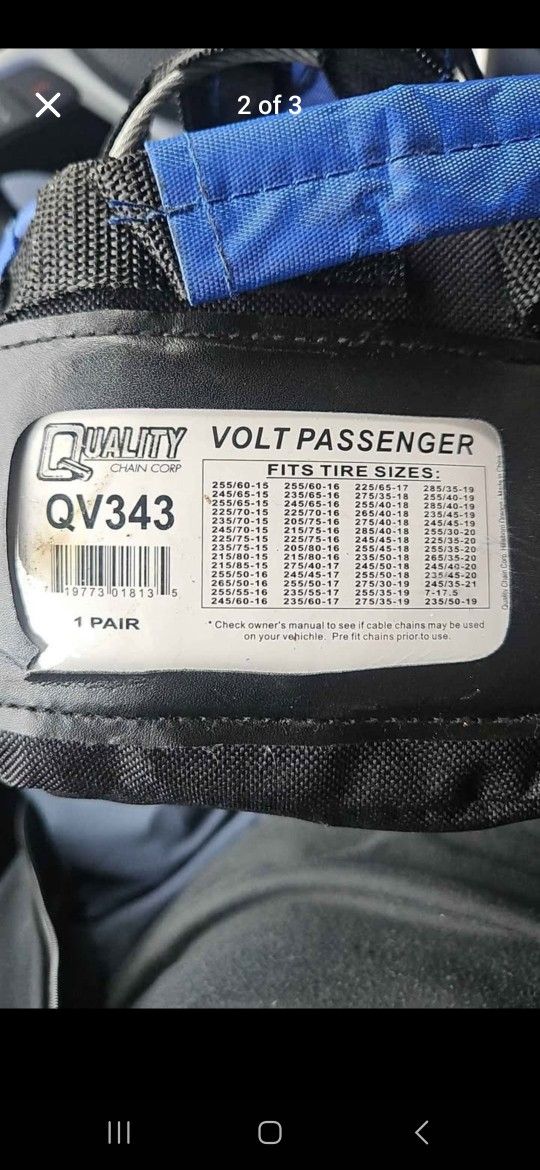 2 of 3
QUALITY
CHAIN CORP
QV343
7 19773 01813 5
1 PAIR
VOLT PASSENGER
FITS TIRE SIZES:
255/60-15 255/60-16 225/65-17 285/35-19
245/65-15 235/65-16 275/35-18 255/40-19
255/65-15 245/65-16 255/40-18 285/40-19
225/70-15 225/70-16 265/40-18 235/45-19
235/70-15 205/75-16 275/40-18 245/45-19
245/70-15 215/75-16 285/40-18 255/30-20
225/75-15 225/75-16 245/45-18 225/35-20
235/75-15 205/80-16 255/45-18 255/35-20
215/80-15 215/80-16 235/50-18 265/35-20
215/85-15 275/40-17 245/50-18 245/40-20
255/50-16 245/45-17 255/50-18 235/45-20
265/50-16 255/50-17 275/30-19 245/35-21
255/55-16 235/55-17 255/35-19 7-17.5
245/60-16 235/60-17 275/35-19 235/50-19
* Check owner's manual to see if cable chains may be used
on your vehichle. Pre fit chains prior to use.
Quality Chain Corp. Hillsboro Oregon * Made in China